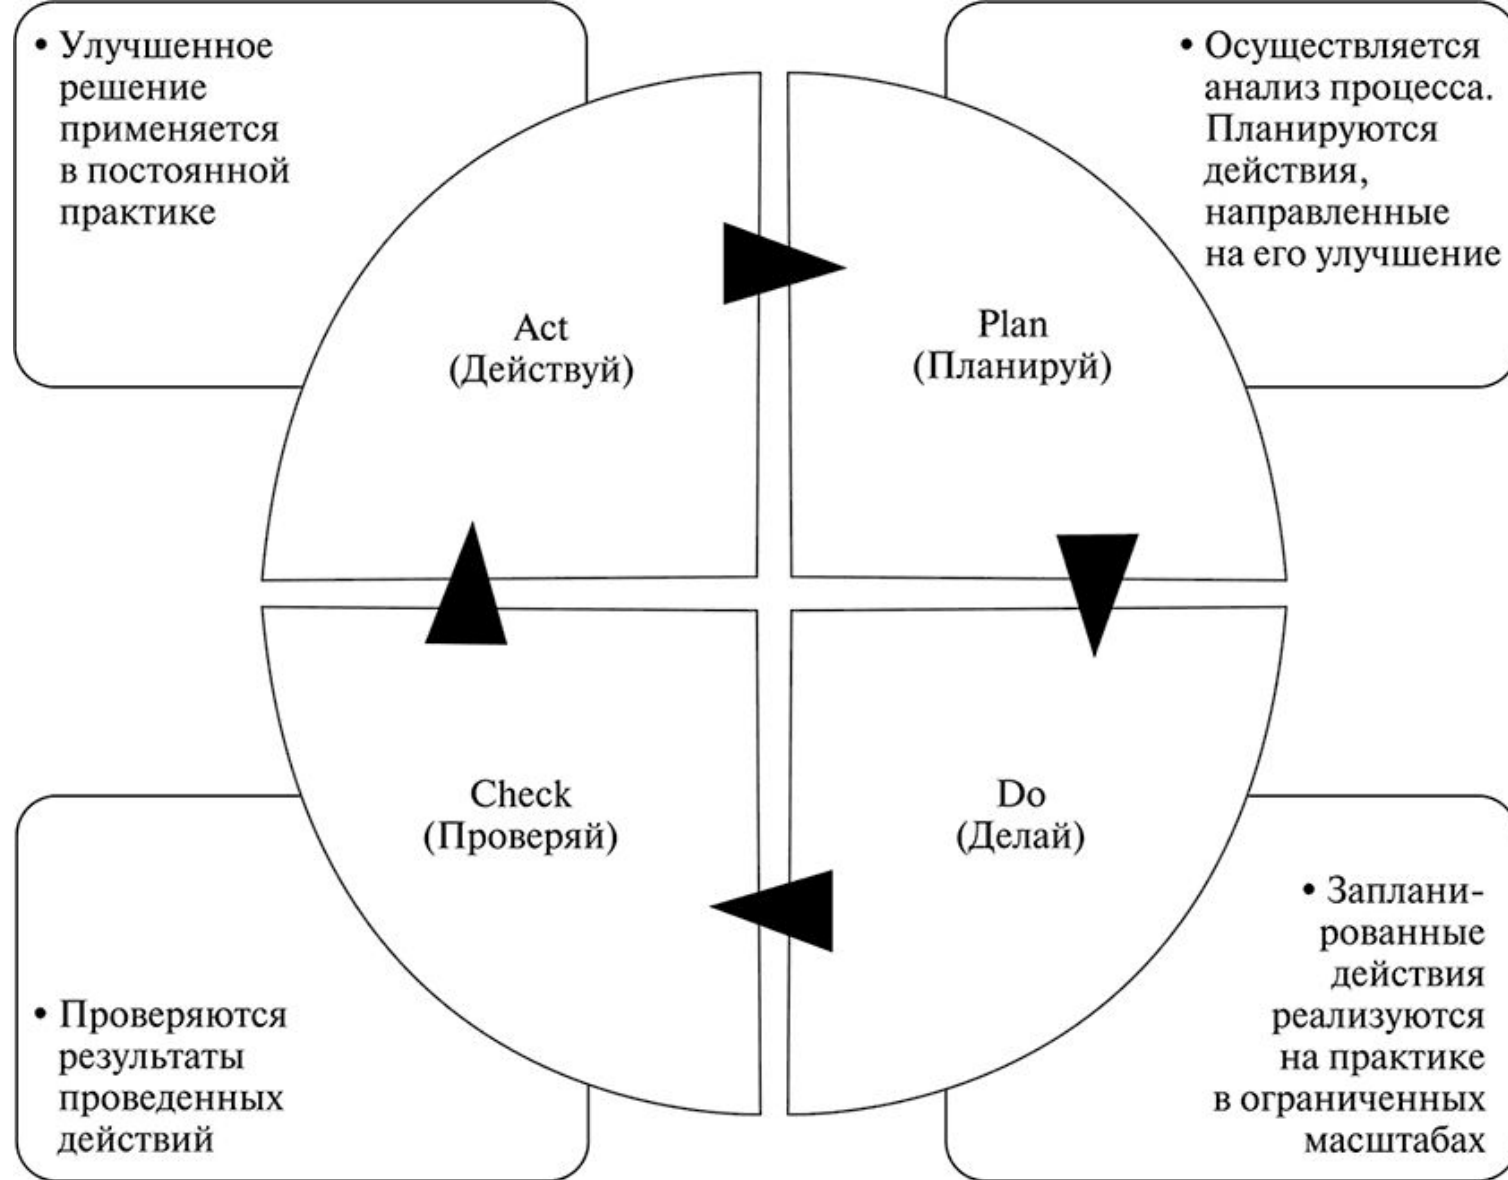 • Улучшенное
решение
применяется
в постоянной
практике
• Осуществляется
анализ процесса.
Планируются
действия,
направленные
на его улучшение
Act
(Действуй)
Plan
(Планируй)
Check
(Проверяй)
Do
(Делай)
• Проверяются
результаты
проведенных
действий
• Заплани-
рованные
действия
реализуются
на практике
в ограниченных
масштабах